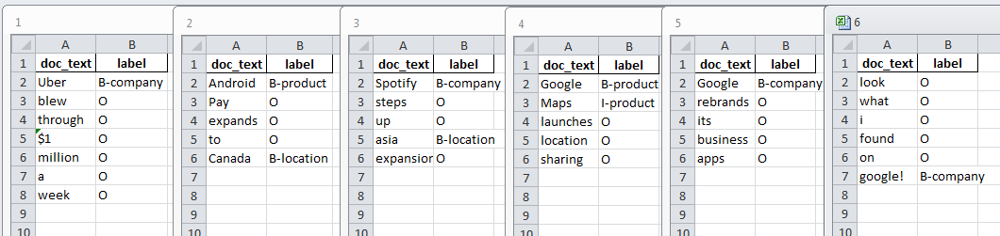 1
A B
1 doc_text label
2 Uber B-company
3 blew O
4 through O
5 $1 O
6 million O
7 a O
8 week O
9
10
2
A B
1 doc_text label
2 Android B-product
3 Pay O
4 expands O
5 to O
6 Canada B-location
7
8
9
10
3
A B
1 doc_text label
2 Spotify B-company
3 steps O
4 up O
5 asia B-location
6 expansion O
7
8
9
10
4
A B
1 doc_text label
2 Google B-product
3 Maps I-product
4 launches O
5 location O
6 sharing O
7
8
9
10
5
A B
1 doc_text label
2 Google B-company
3 rebrands O
4 its O
5 business O
6 apps O
7
8
9
10
6
A B
1 doc_text label
2 look O
3 what O
4 i O
5 found O
6 on O
7 google! B-company
8
9
10